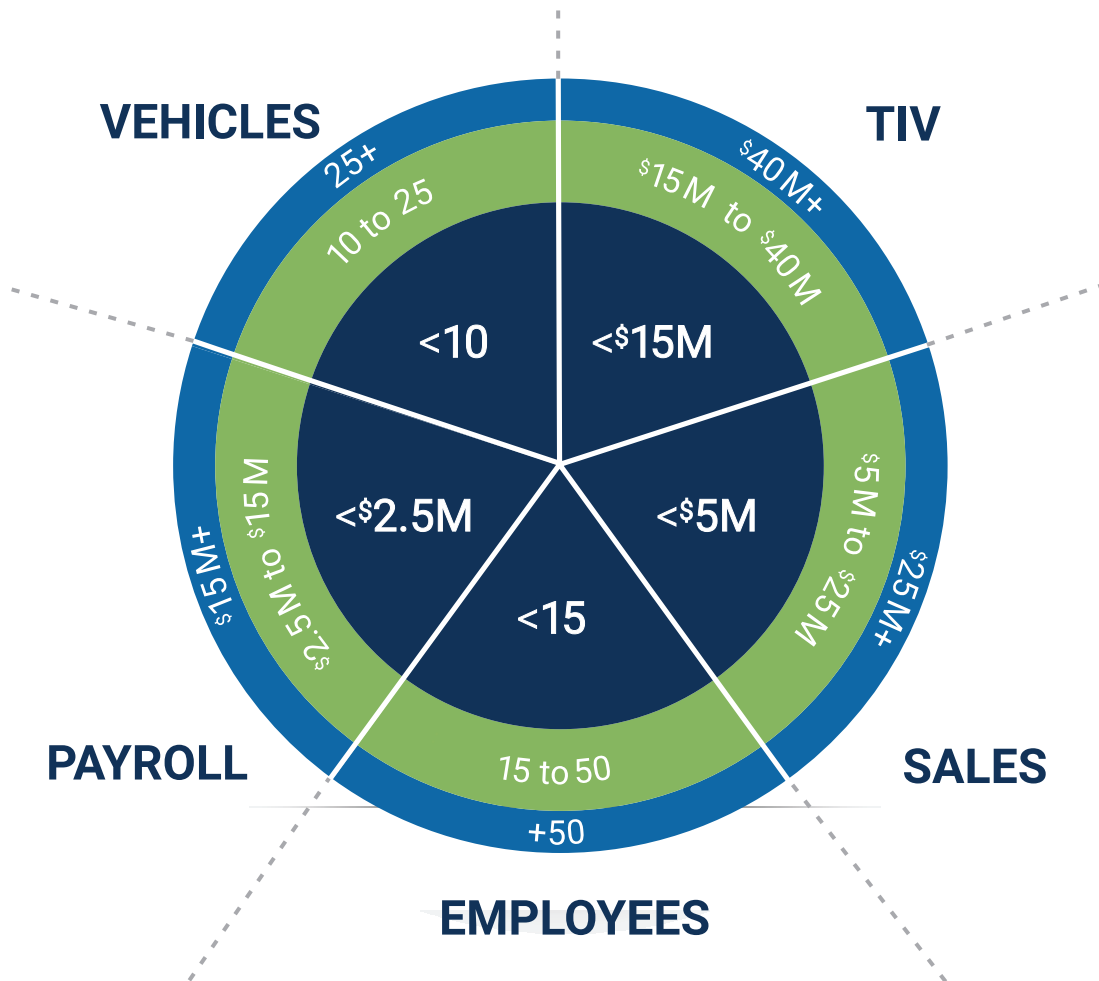 VEHICLES
25+
10 to 25
<10
TIV
$40M+
$15M to $40M
<$15M
SALES
$25M+
$5M to $25M
<$5M
EMPLOYEES
+50
15 to 50
<15
PAYROLL
$15M+
$2.5M to $15M
<$2.5M